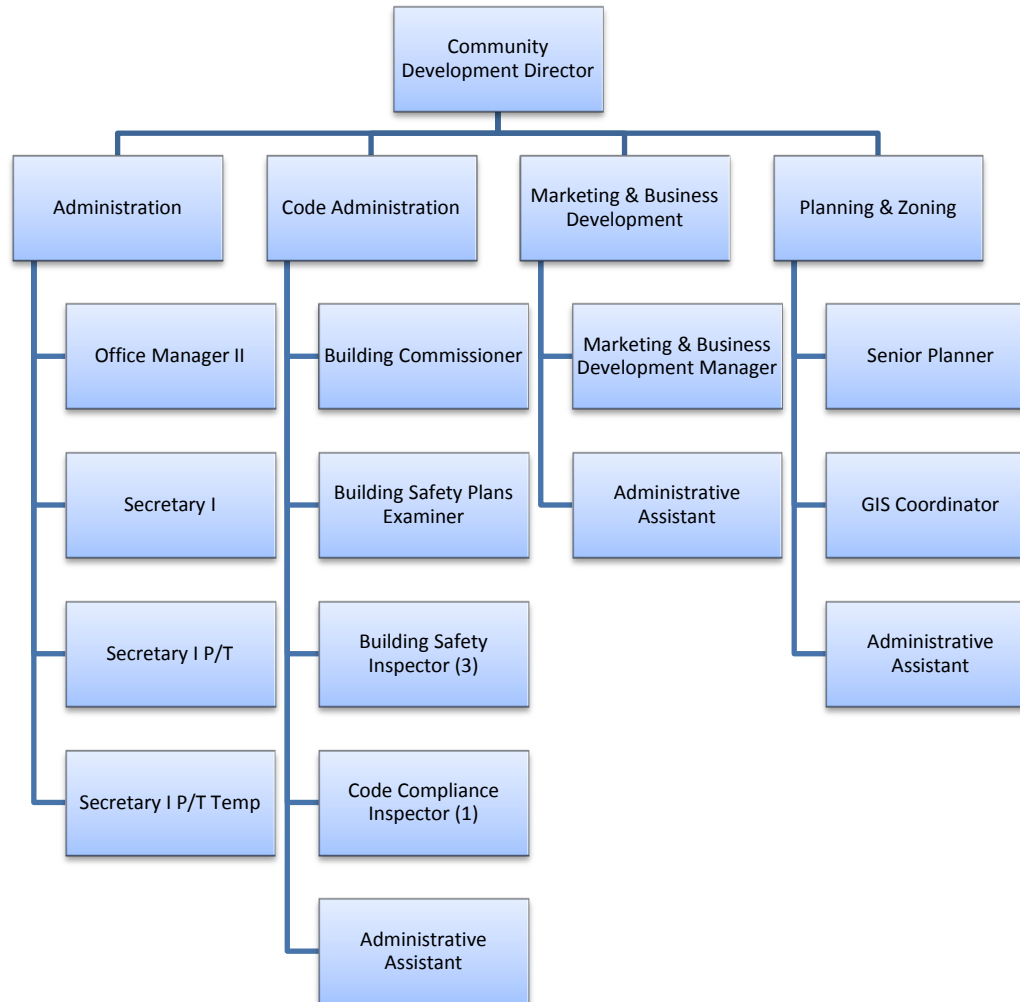 Community
Development Director
Administration
Code Administration
Marketing & Business
Development
Planning & Zoning
Office Manager II
Building Commissioner
Marketing & Business
Development Manager
Senior Planner
Secretary I
Building Safety Plans
Examiner
Administrative
Assistant
GIS Coordinator
Secretary I P/T
Building Safety
Inspector (3)
Administrative
Assistant
Secretary I P/T Temp
Code Compliance
Inspector (1)
Administrative
Assistant